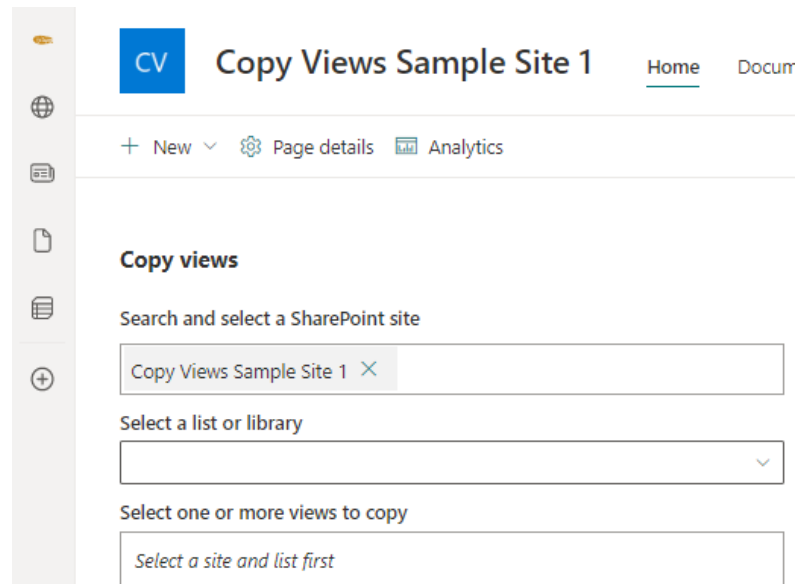 CV Copy Views Sample Site 1 Home Docum
New Page details Analytics
Copy views
Search and select a SharePoint site
Copy Views Sample Site 1
Select a list or library
Select one or more views to copy
Select a site and list first